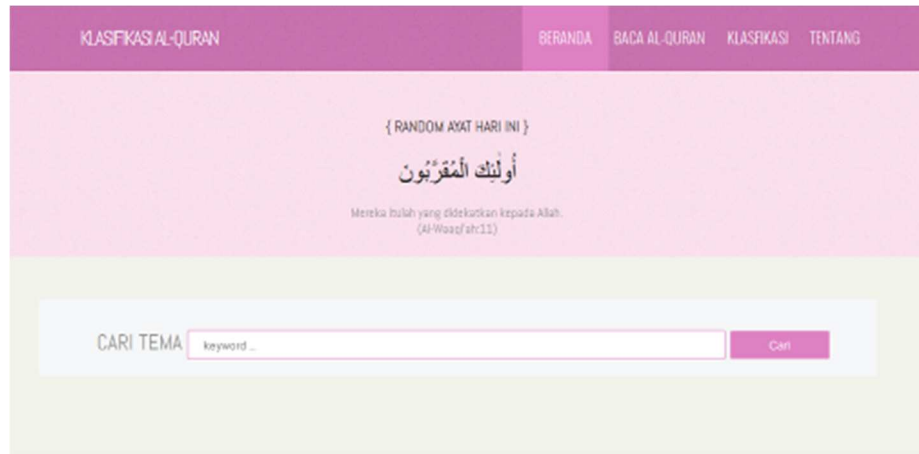 KLASIFIKASI AL-QURAN
BERANDA BACA AL-QURAN KLASFIKASI TENTANG
{ RANDOM AYAT HARI INI }
أُولَٰئِكَ الْمُقَرَّبُونَ
Mereka itulah yang didekatkan kepada Allah.
(Al-Waaqi'ah:11)
CARI TEMA keyword... Cari